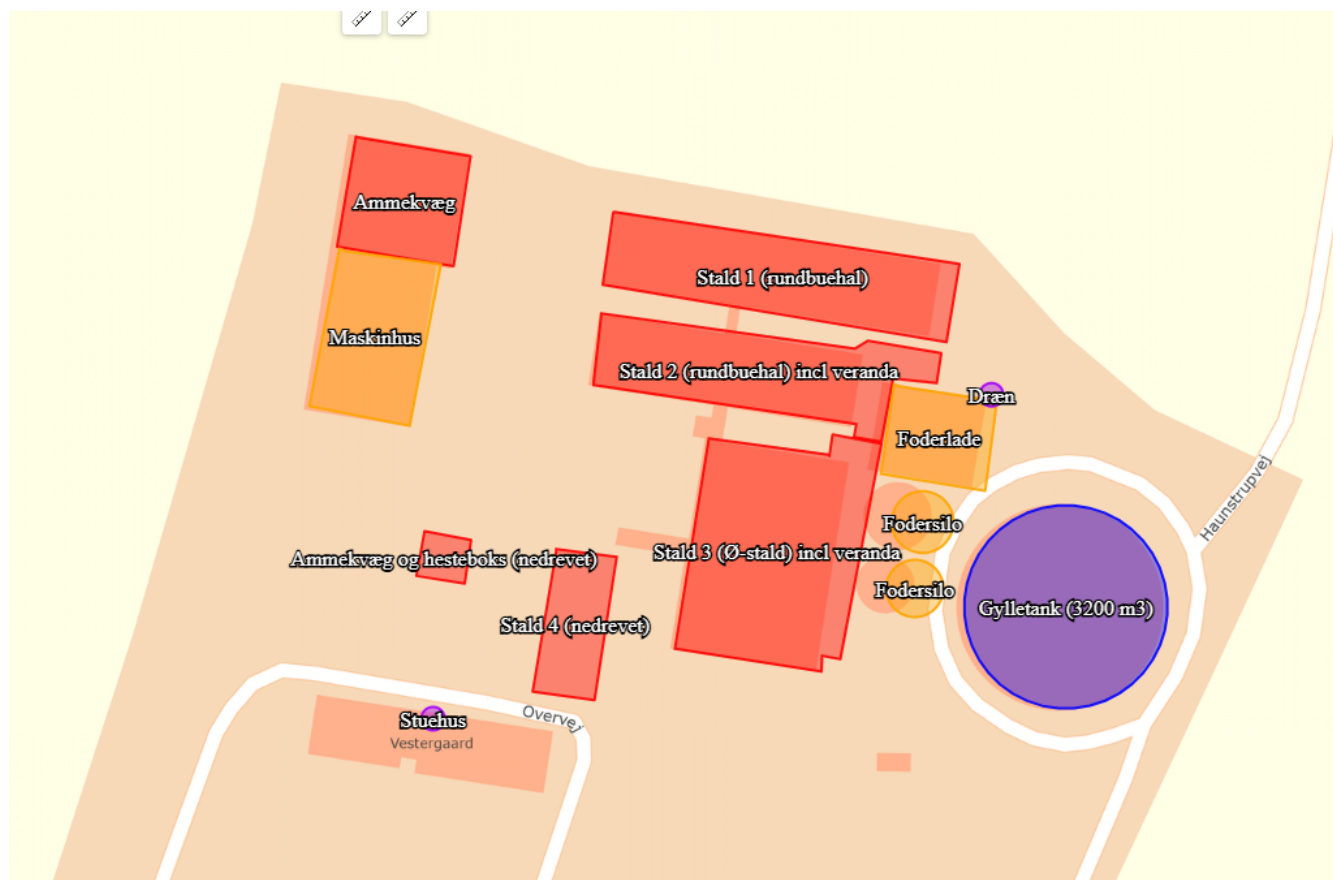 Ammekvæg
Stald 1 (rundbuehal)
Maskinhus
Stald 2 (rundbuehal) incl veranda
Dræn
Foderlade
Haunstrupvej
Fodersilo
Stald 3 (Ø-stald) incl veranda
Ammekvæg og hesteboks (nedrevet)
Fodersilo
Gylletank (3200 m3)
Stald 4 (nedrevet)
Overvej
Stuehus
Vestergaard